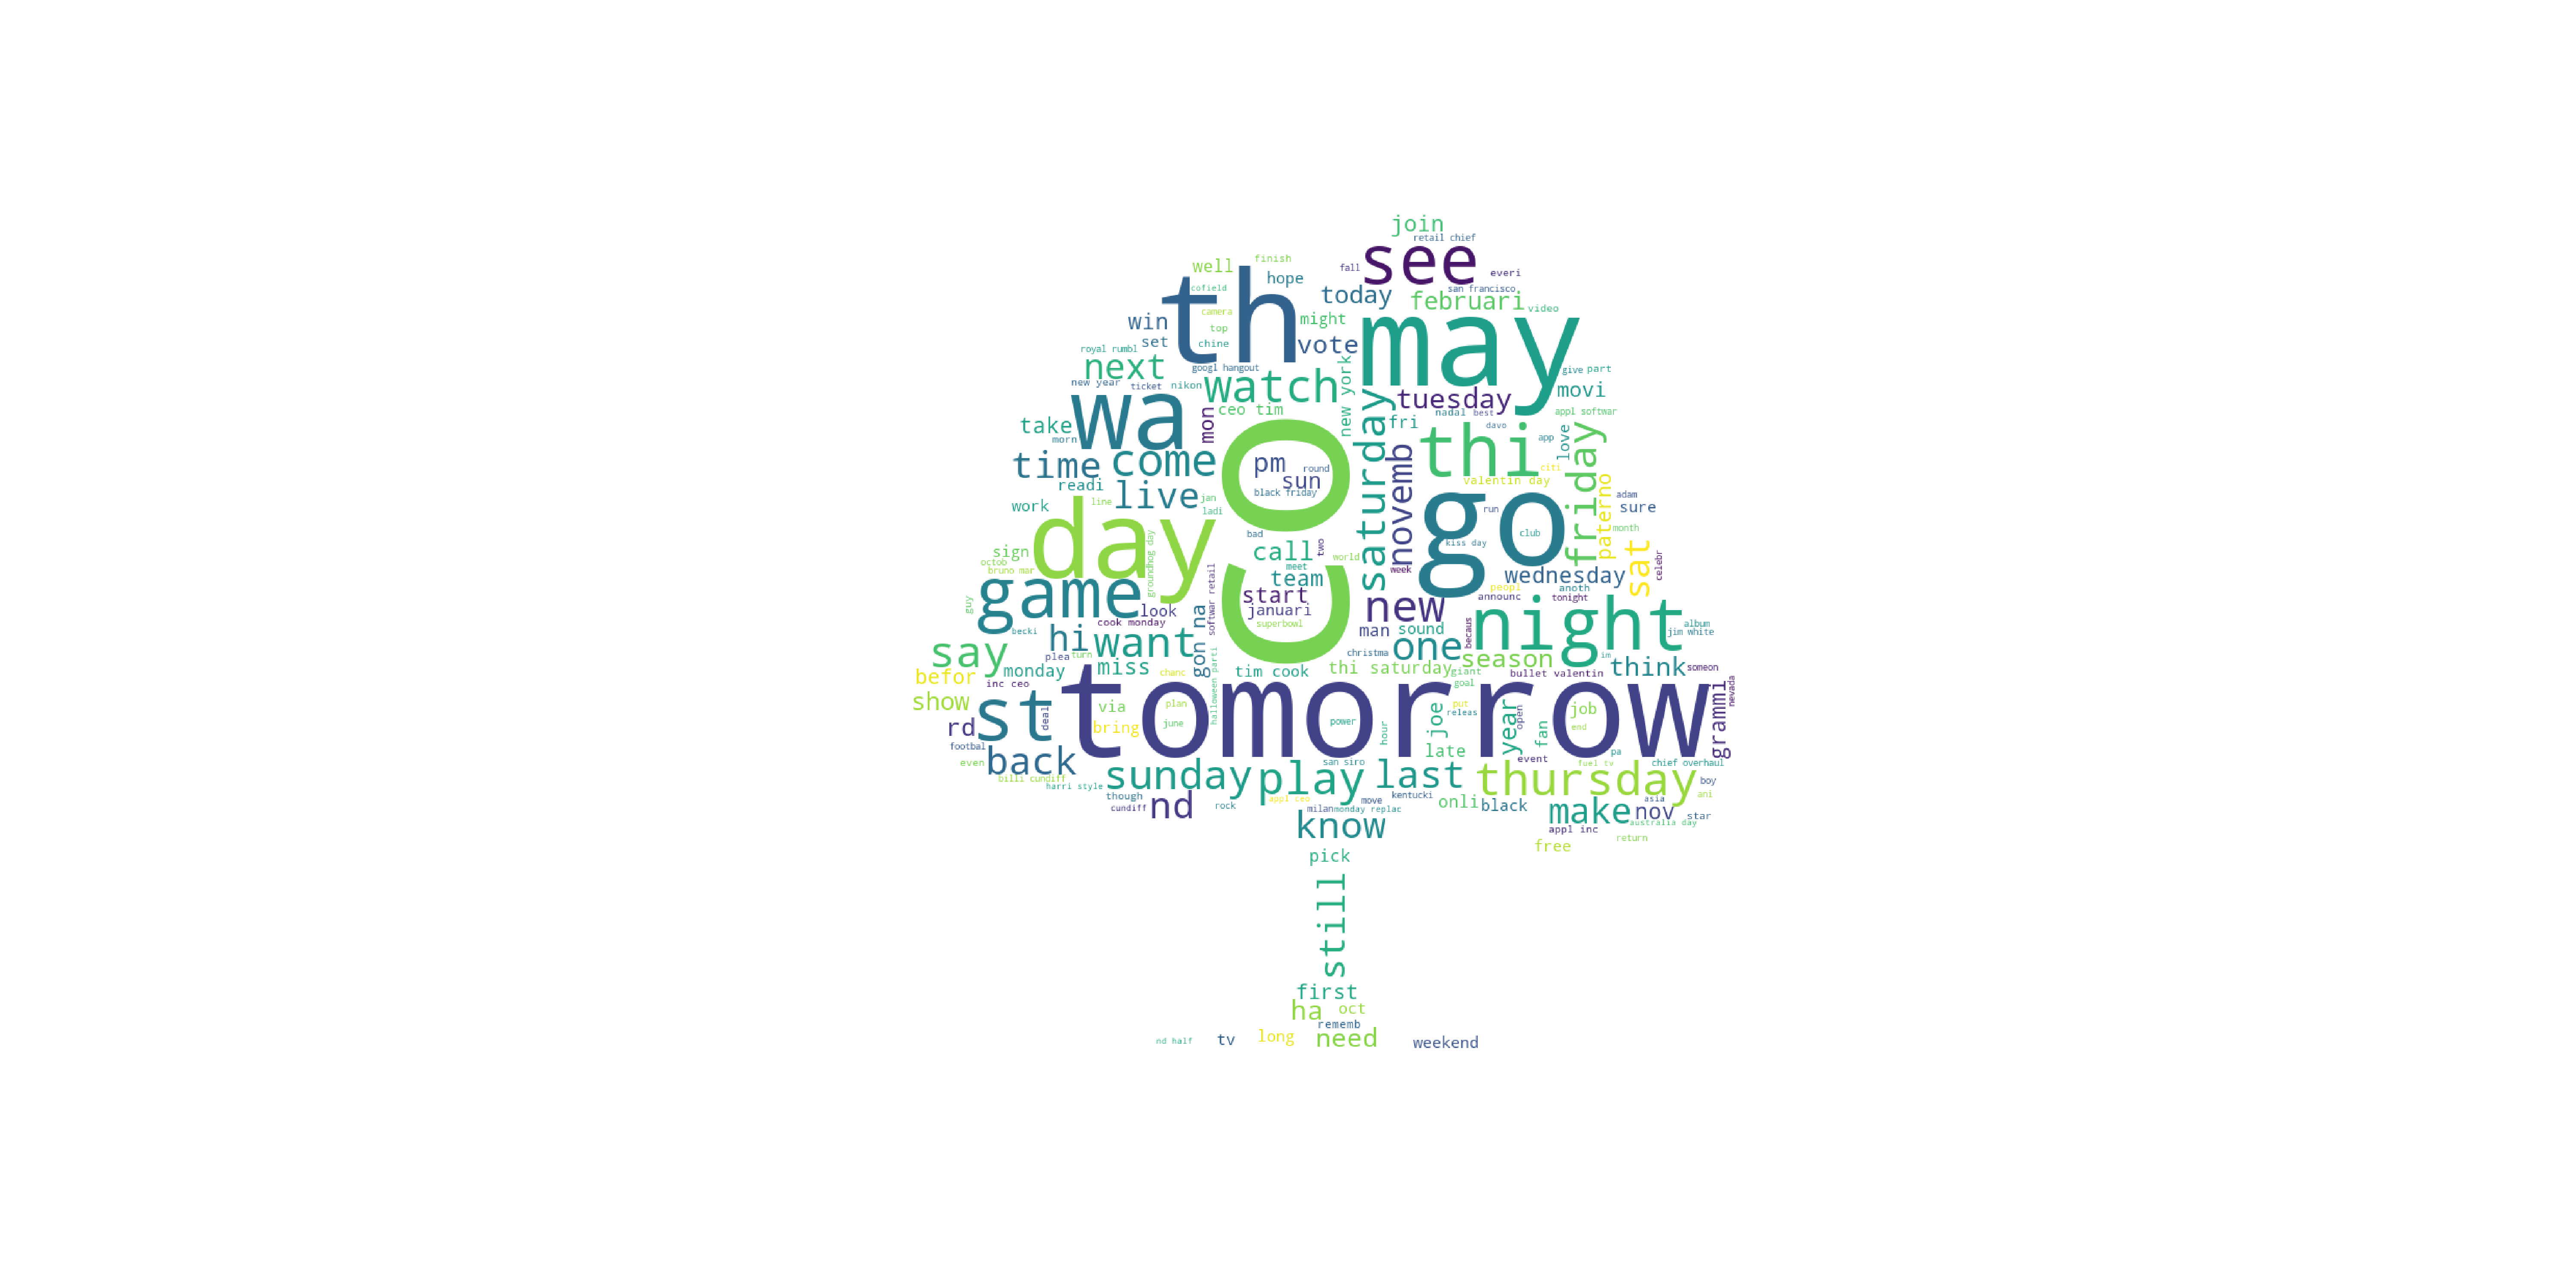 join
retail chief
see
everi
fall
finish
well
hope
cofield
th
today
san francisco
februari
video
camera
might
win
top
may
set
chine
vote
royal rumbl
next
googl hangout
new york
give part
new year
ticket
nikon
watch
movi
tuesday
wa
ceo tim
mon
saturday
fri
nadal
best
appl softwar
take
morn
davo
thi
app
love
friday
time
come
novemb
pm
round
sun
citi
readi
black friday
valentin day
paterno
live
jan
line
ladi
work
day
o
go
run
adam
sure
bad
club
month
call
two
world
kiss day
sign
groundhog day
meet
octob
bruno mar
team
week
wednesday
sat
celebr
game
start
januari
superbowl
softwar retail
new
peopl
anoth
announc
tonight
guy
look
cook monday
gon na
u
man
sound
becaus
night
album
jim white
becki
hi
want
one
say
plea
turn
christma
season
im
monday
miss
chanc
tim cook
thi saturday
giant
think
someon
befor
inc ceo
bullet valentin
halloween parti
goal
nevada
tomorrow
show
st
deal
via
plan
power
joe
put
releas
year
open
job
grammi
rd
bring
june
hour
fan
end
footbal
back
late
event
pa
even
san siro
fuel tv
chief overhaul
billi cundiff
harri style
sunday
play
last
thursday
boy
though
appl ceo
move
kentucki
ani
cundiff
nd
rock
milan
monday replac
onli
black
make
nov
asia
star
know
appl inc
australia day
free
return
pick
still
first
ha
oct
rememb
nd half
tv
long
need
weekend